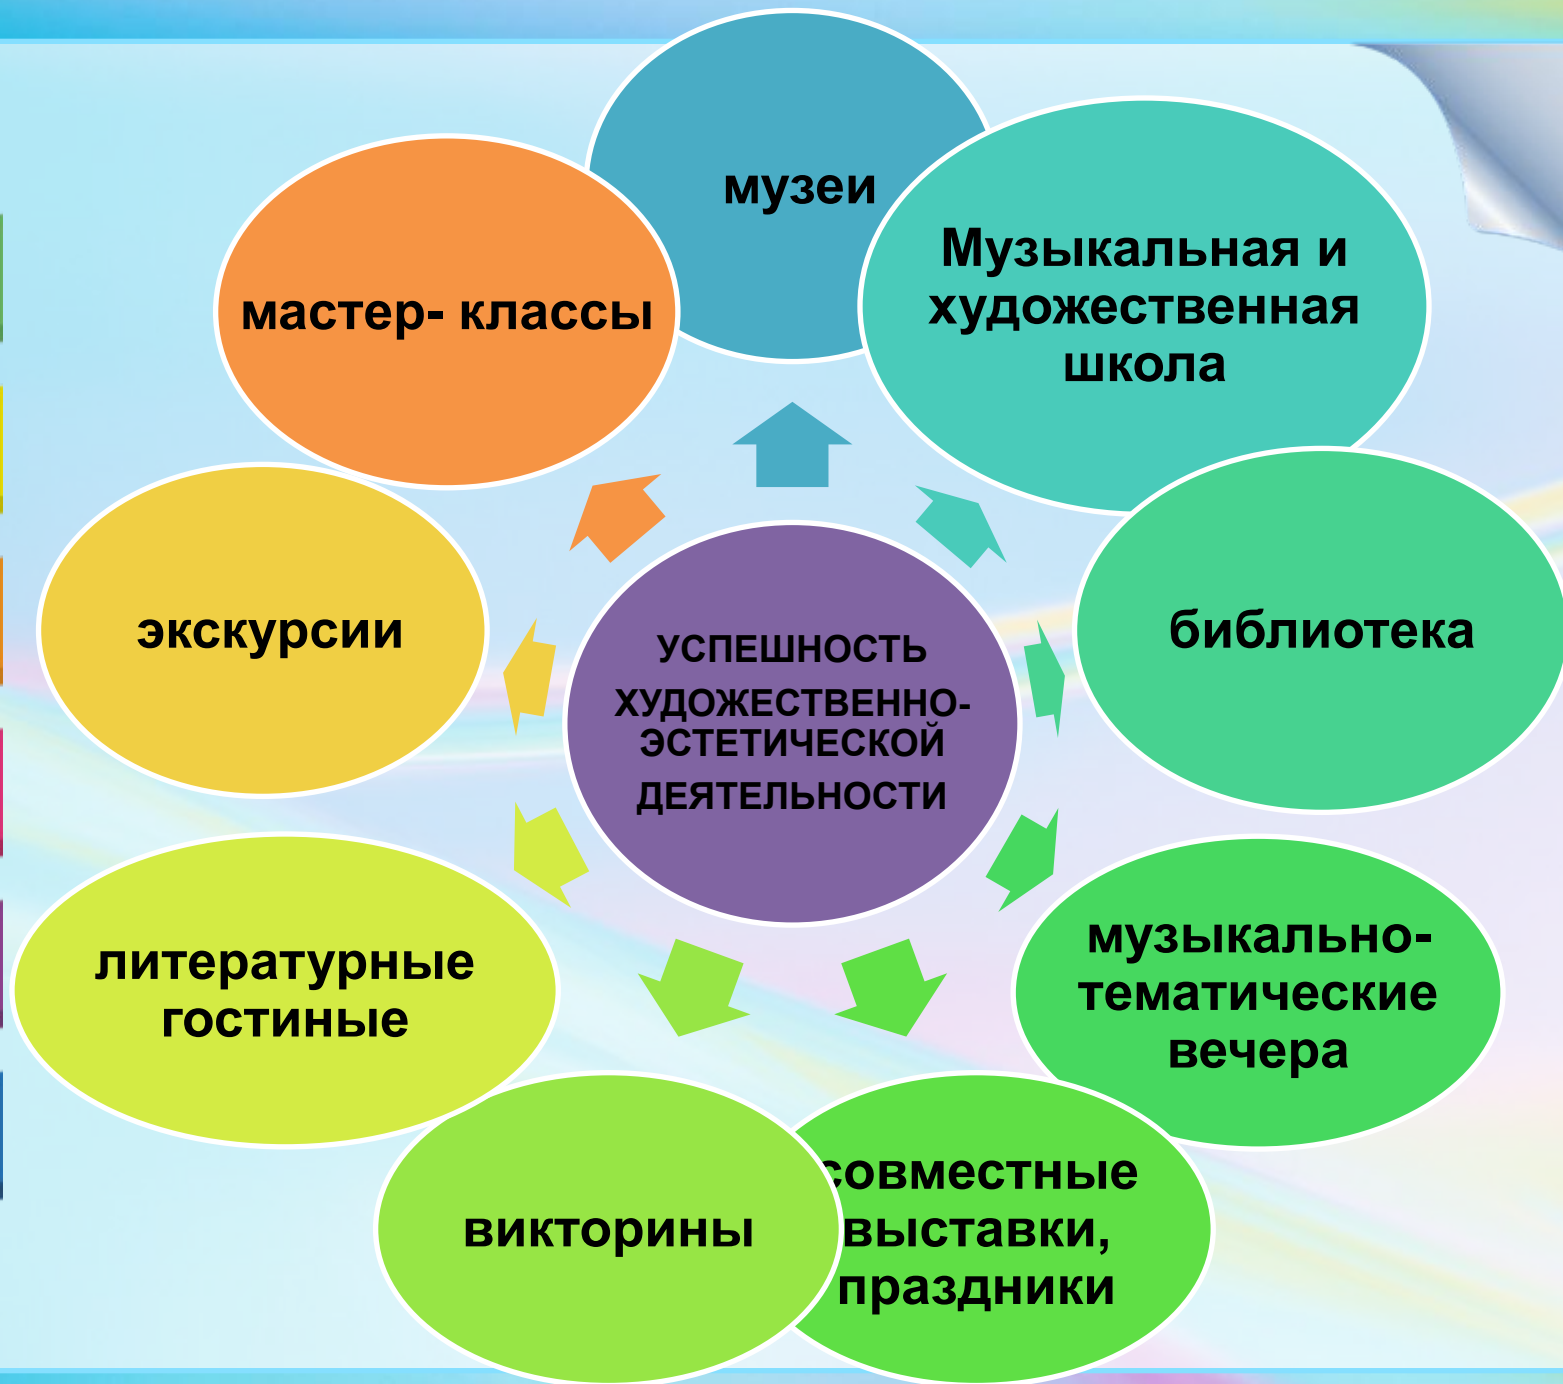 музеи
Музыкальная и
художественная
школа
библиотека
музыкально-
тематические
вечера
совместные
выставки,
праздники
викторины
литературные
гостиные
экскурсии
мастер- классы
УСПЕШНОСТЬ
ХУДОЖЕСТВЕННО-
ЭСТЕТИЧЕСКОЙ
ДЕЯТЕЛЬНОСТИ